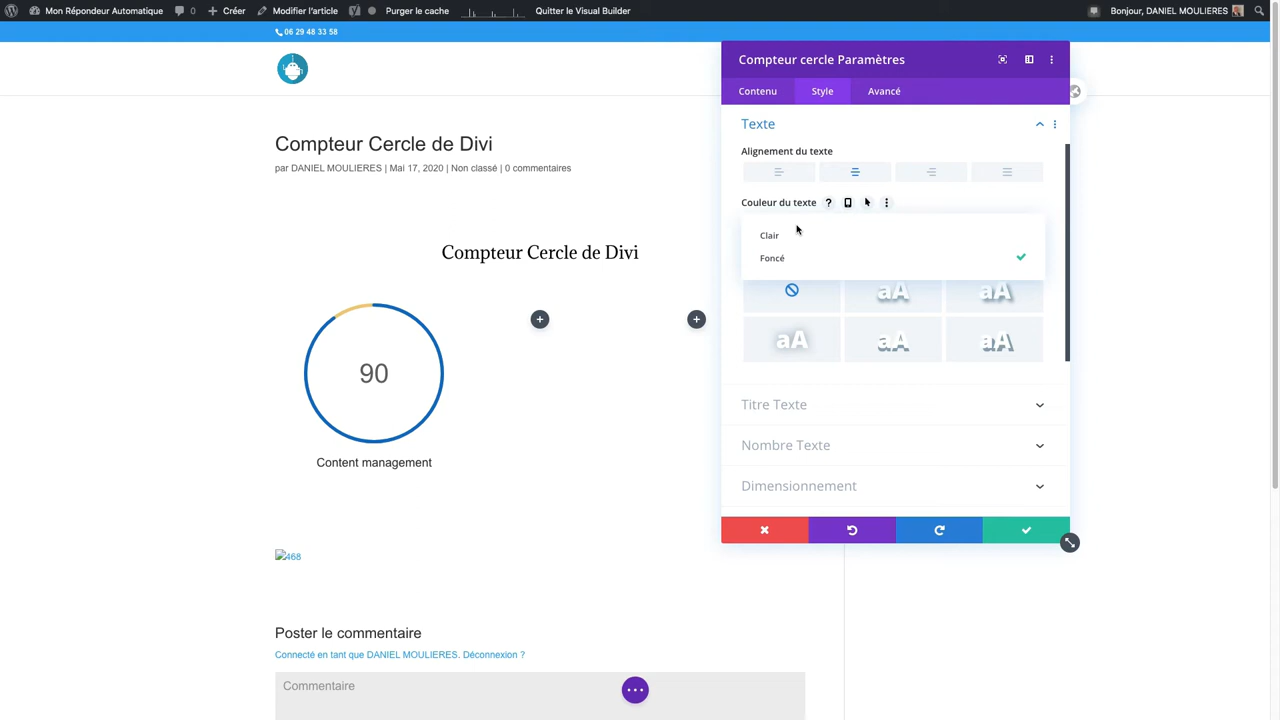 Mon Répondeur Automatique 0 Créer Modifier l'article Purger le cache Quitter le Visual Builder Bonjour, DANIEL MOULIERES
06 29 48 33 58
Compteur cercle Paramètres
Contenu Style Avancé
Texte
Alignement du texte
Couleur du texte ?
Clair
Foncé
aA aA
aA aA aA
Titre Texte
Nombre Texte
Dimensionnement
Compteur Cercle de Divi
par DANIEL MOULIERES | Mai 17, 2020 | Non classé | 0 commentaires
Compteur Cercle de Divi
90
Content management
468
Poster le commentaire
Connecté en tant que DANIEL MOULIERES. Déconnexion ?
Commentaire